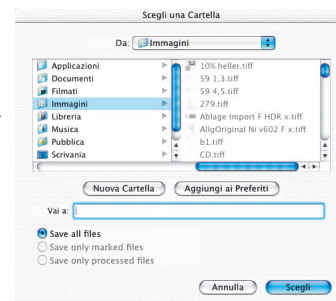 Scegli una Cartella
Da: Immagini
Applicazioni
Documenti
Filmati
Immagini
Libreria
Musica
Pubblica
Scrivania
10% heller.tiff
S9 1.3.tiff
S9 4,5.tiff
279.tiff
Ablage Import F HDR x.tiff
AllgOriginal Ni v602 F x.tiff
b1.tiff
CD.tiff
Nuova Cartella
Aggiungi ai Preferiti
Vai a:
Save all files
Save only marked files
Save only processed files
Annulla
Scegli